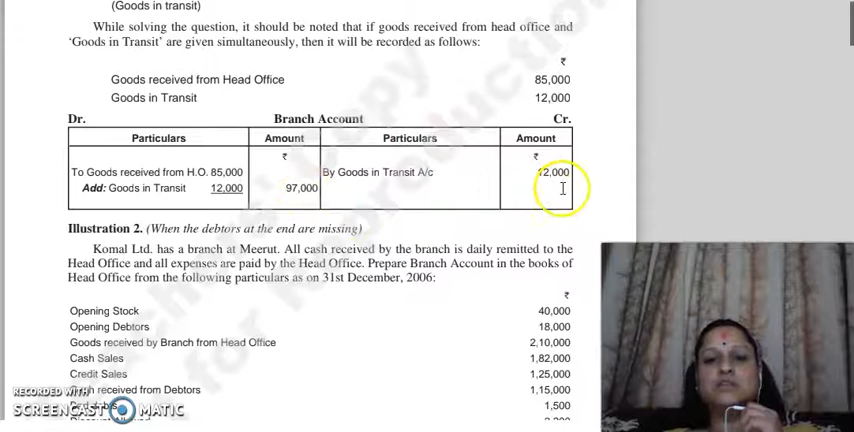 (Goods in transit)
While solving the question, it should be noted that if goods received from head office and
‘Goods in Transit’ are given simultaneously, then it will be recorded as follows:
₹
Goods received from Head Office 85,000
Goods in Transit 12,000
Dr. Branch Account Cr.
Particulars Amount Particulars Amount
₹ ₹
To Goods received from H.O. 85,000 By Goods in Transit A/c 12,000
Add: Goods in Transit 12,000 97,000
Illustration 2. (When the debtors at the end are missing)
Komal Ltd. has a branch at Meerut. All cash received by the branch is daily remitted to the
Head Office and all expenses are paid by the Head Office. Prepare Branch Account in the books of
Head Office from the following particulars as on 31st December, 2006:
₹
Opening Stock 40,000
Opening Debtors 18,000
Goods received by Branch from Head Office 2,10,000
Cash Sales 1,82,000
Credit Sales 1,25,000
received from Debtors 1,15,000
1,500
RECORDED WITH
SCREENCAST MATIC
for reproduction